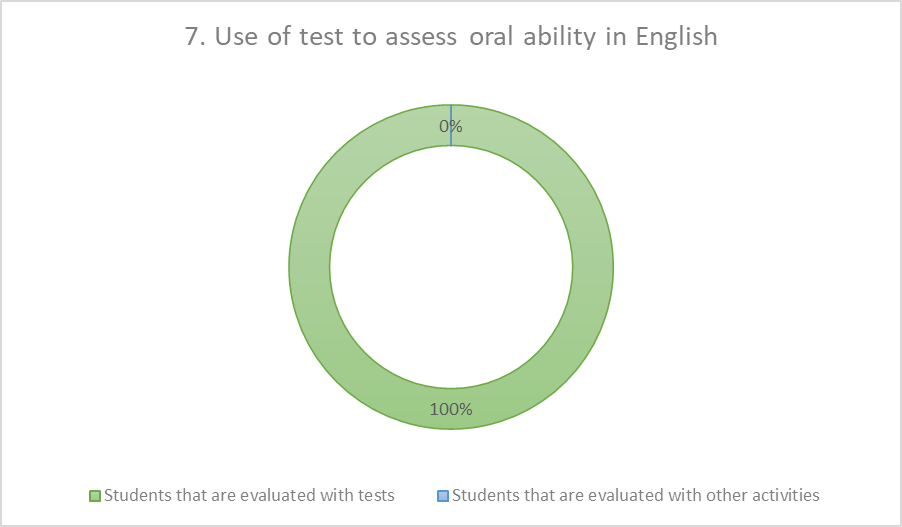 7. Use of test to assess oral ability in English
0%
100%
Students that are evaluated with tests
Students that are evaluated with other activities